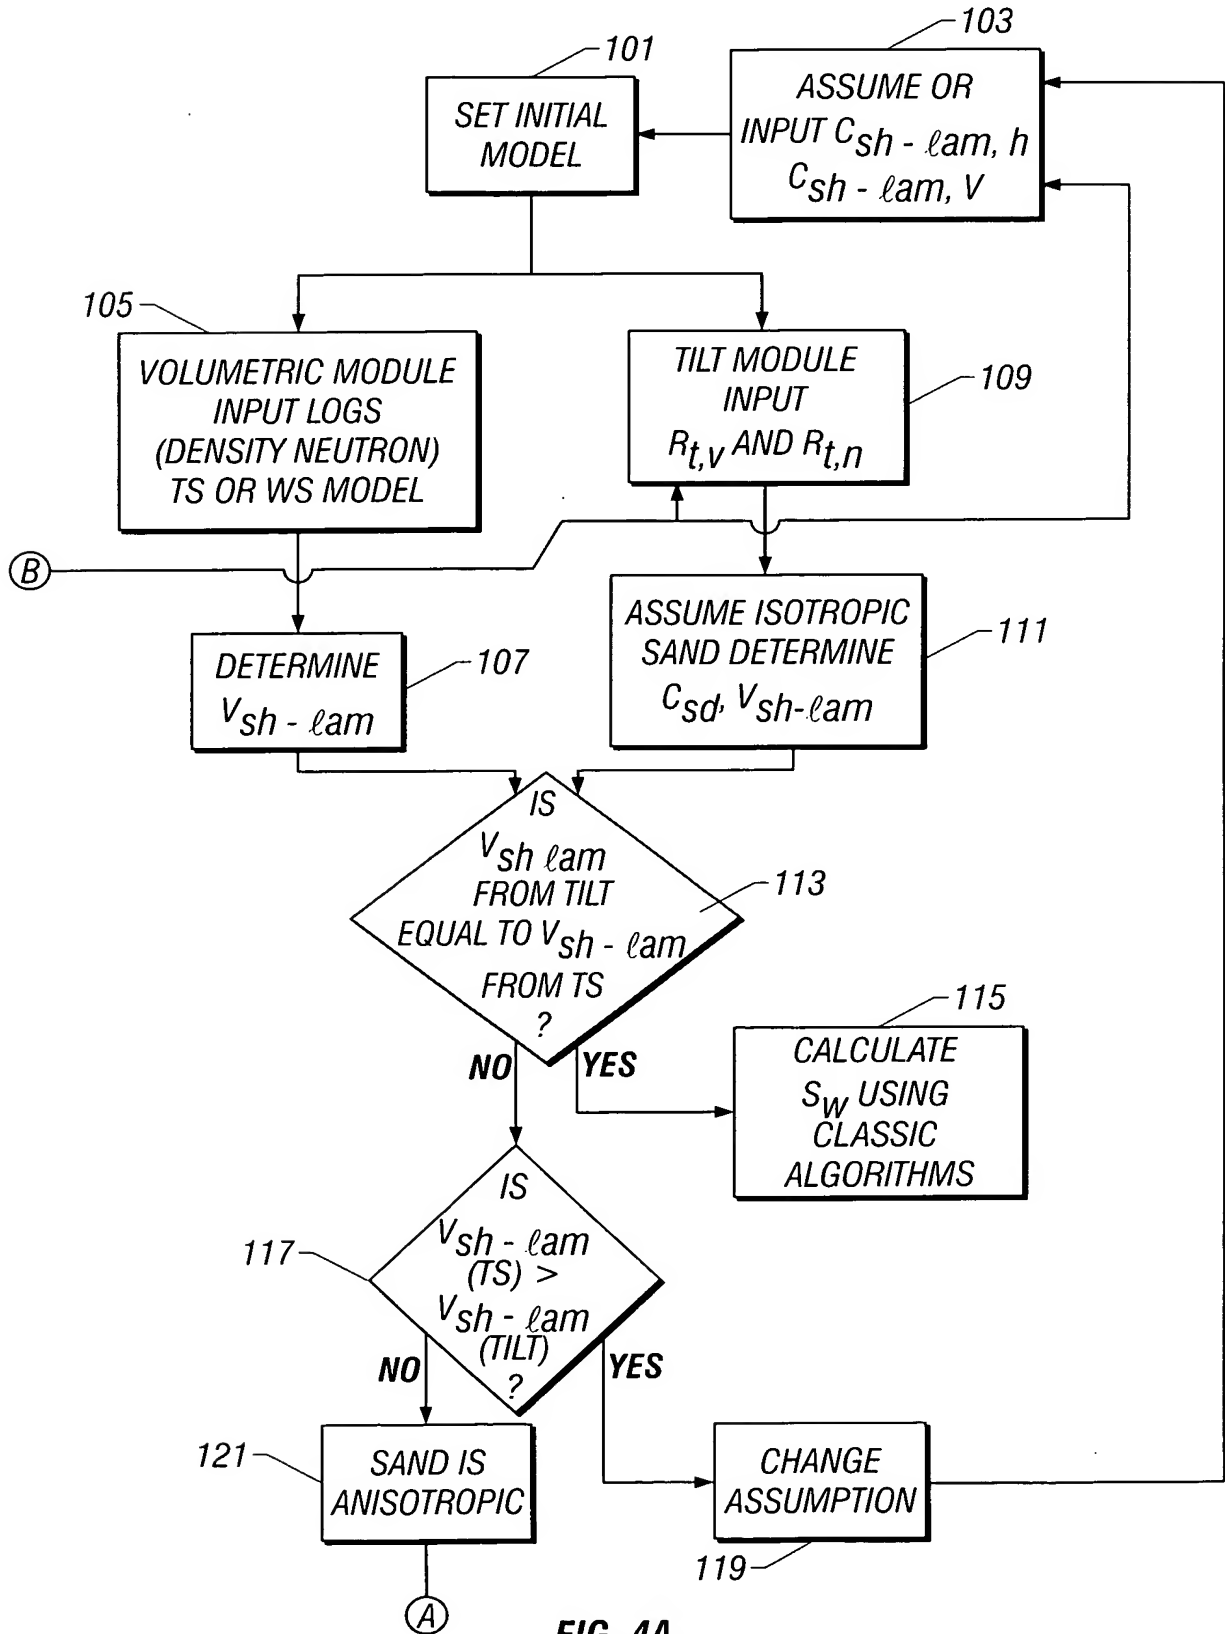 101
SET INITIAL
MODEL
103
ASSUME OR
INPUT Csh - ℓam, h
Csh - ℓam, V
105
VOLUMETRIC MODULE
INPUT LOGS
(DENSITY NEUTRON)
TS OR WS MODEL
TILT MODULE
INPUT
Rt,v AND Rt,n
109
B
DETERMINE
Vsh - ℓam
107
ASSUME ISOTROPIC
SAND DETERMINE
Csd, Vsh-ℓam
111
IS
Vsh ℓam
FROM TILT
EQUAL TO Vsh - ℓam
FROM TS
?
113
NO
YES
115
CALCULATE
SW USING
CLASSIC
ALGORITHMS
117
IS
Vsh - ℓam
(TS) >
Vsh - ℓam
(TILT)
?
NO
YES
121
SAND IS
ANISOTROPIC
CHANGE
ASSUMPTION
119
A
FIG. 4A